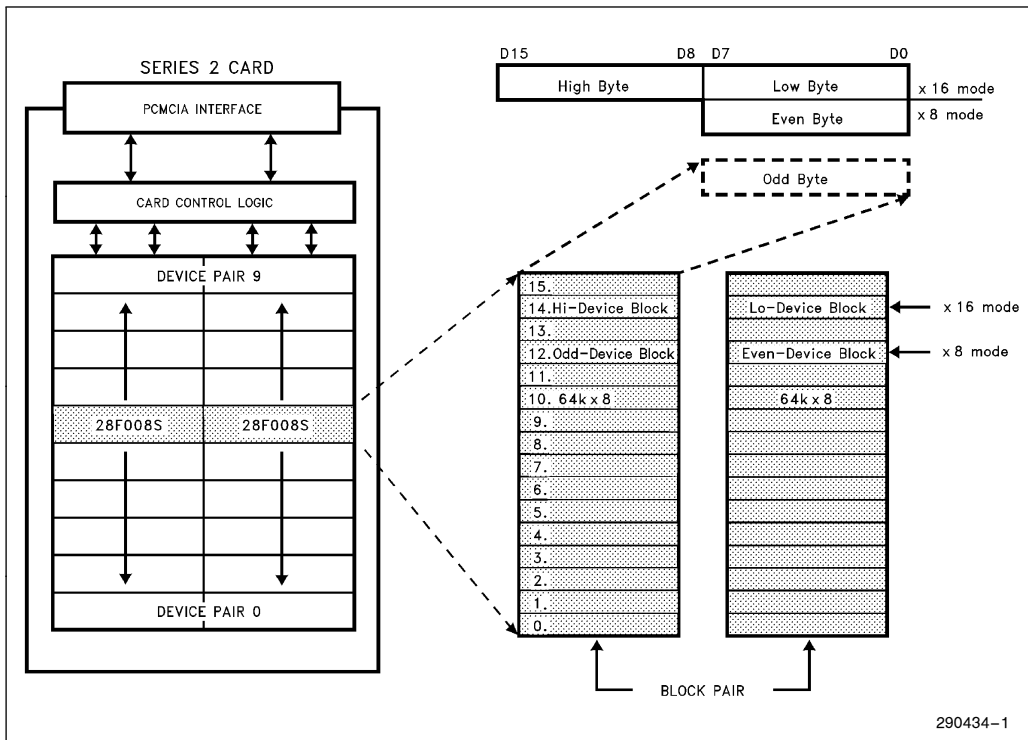 SERIES 2 CARD
PCMCIA INTERFACE
CARD CONTROL LOGIC
DEVICE PAIR 9
28F008S 28F008S
DEVICE PAIR 0
D15 D8 D7 D0
High Byte Low Byte x 16 mode
Even Byte x 8 mode
Odd Byte
15.
14. Hi-Device Block Lo-Device Block x 16 mode
13.
12. Odd-Device Block Even-Device Block x 8 mode
11.
10. 64k x 8 64k x 8
9.
8.
7.
6.
5.
4.
3.
2.
1.
0.
BLOCK PAIR
290434-1